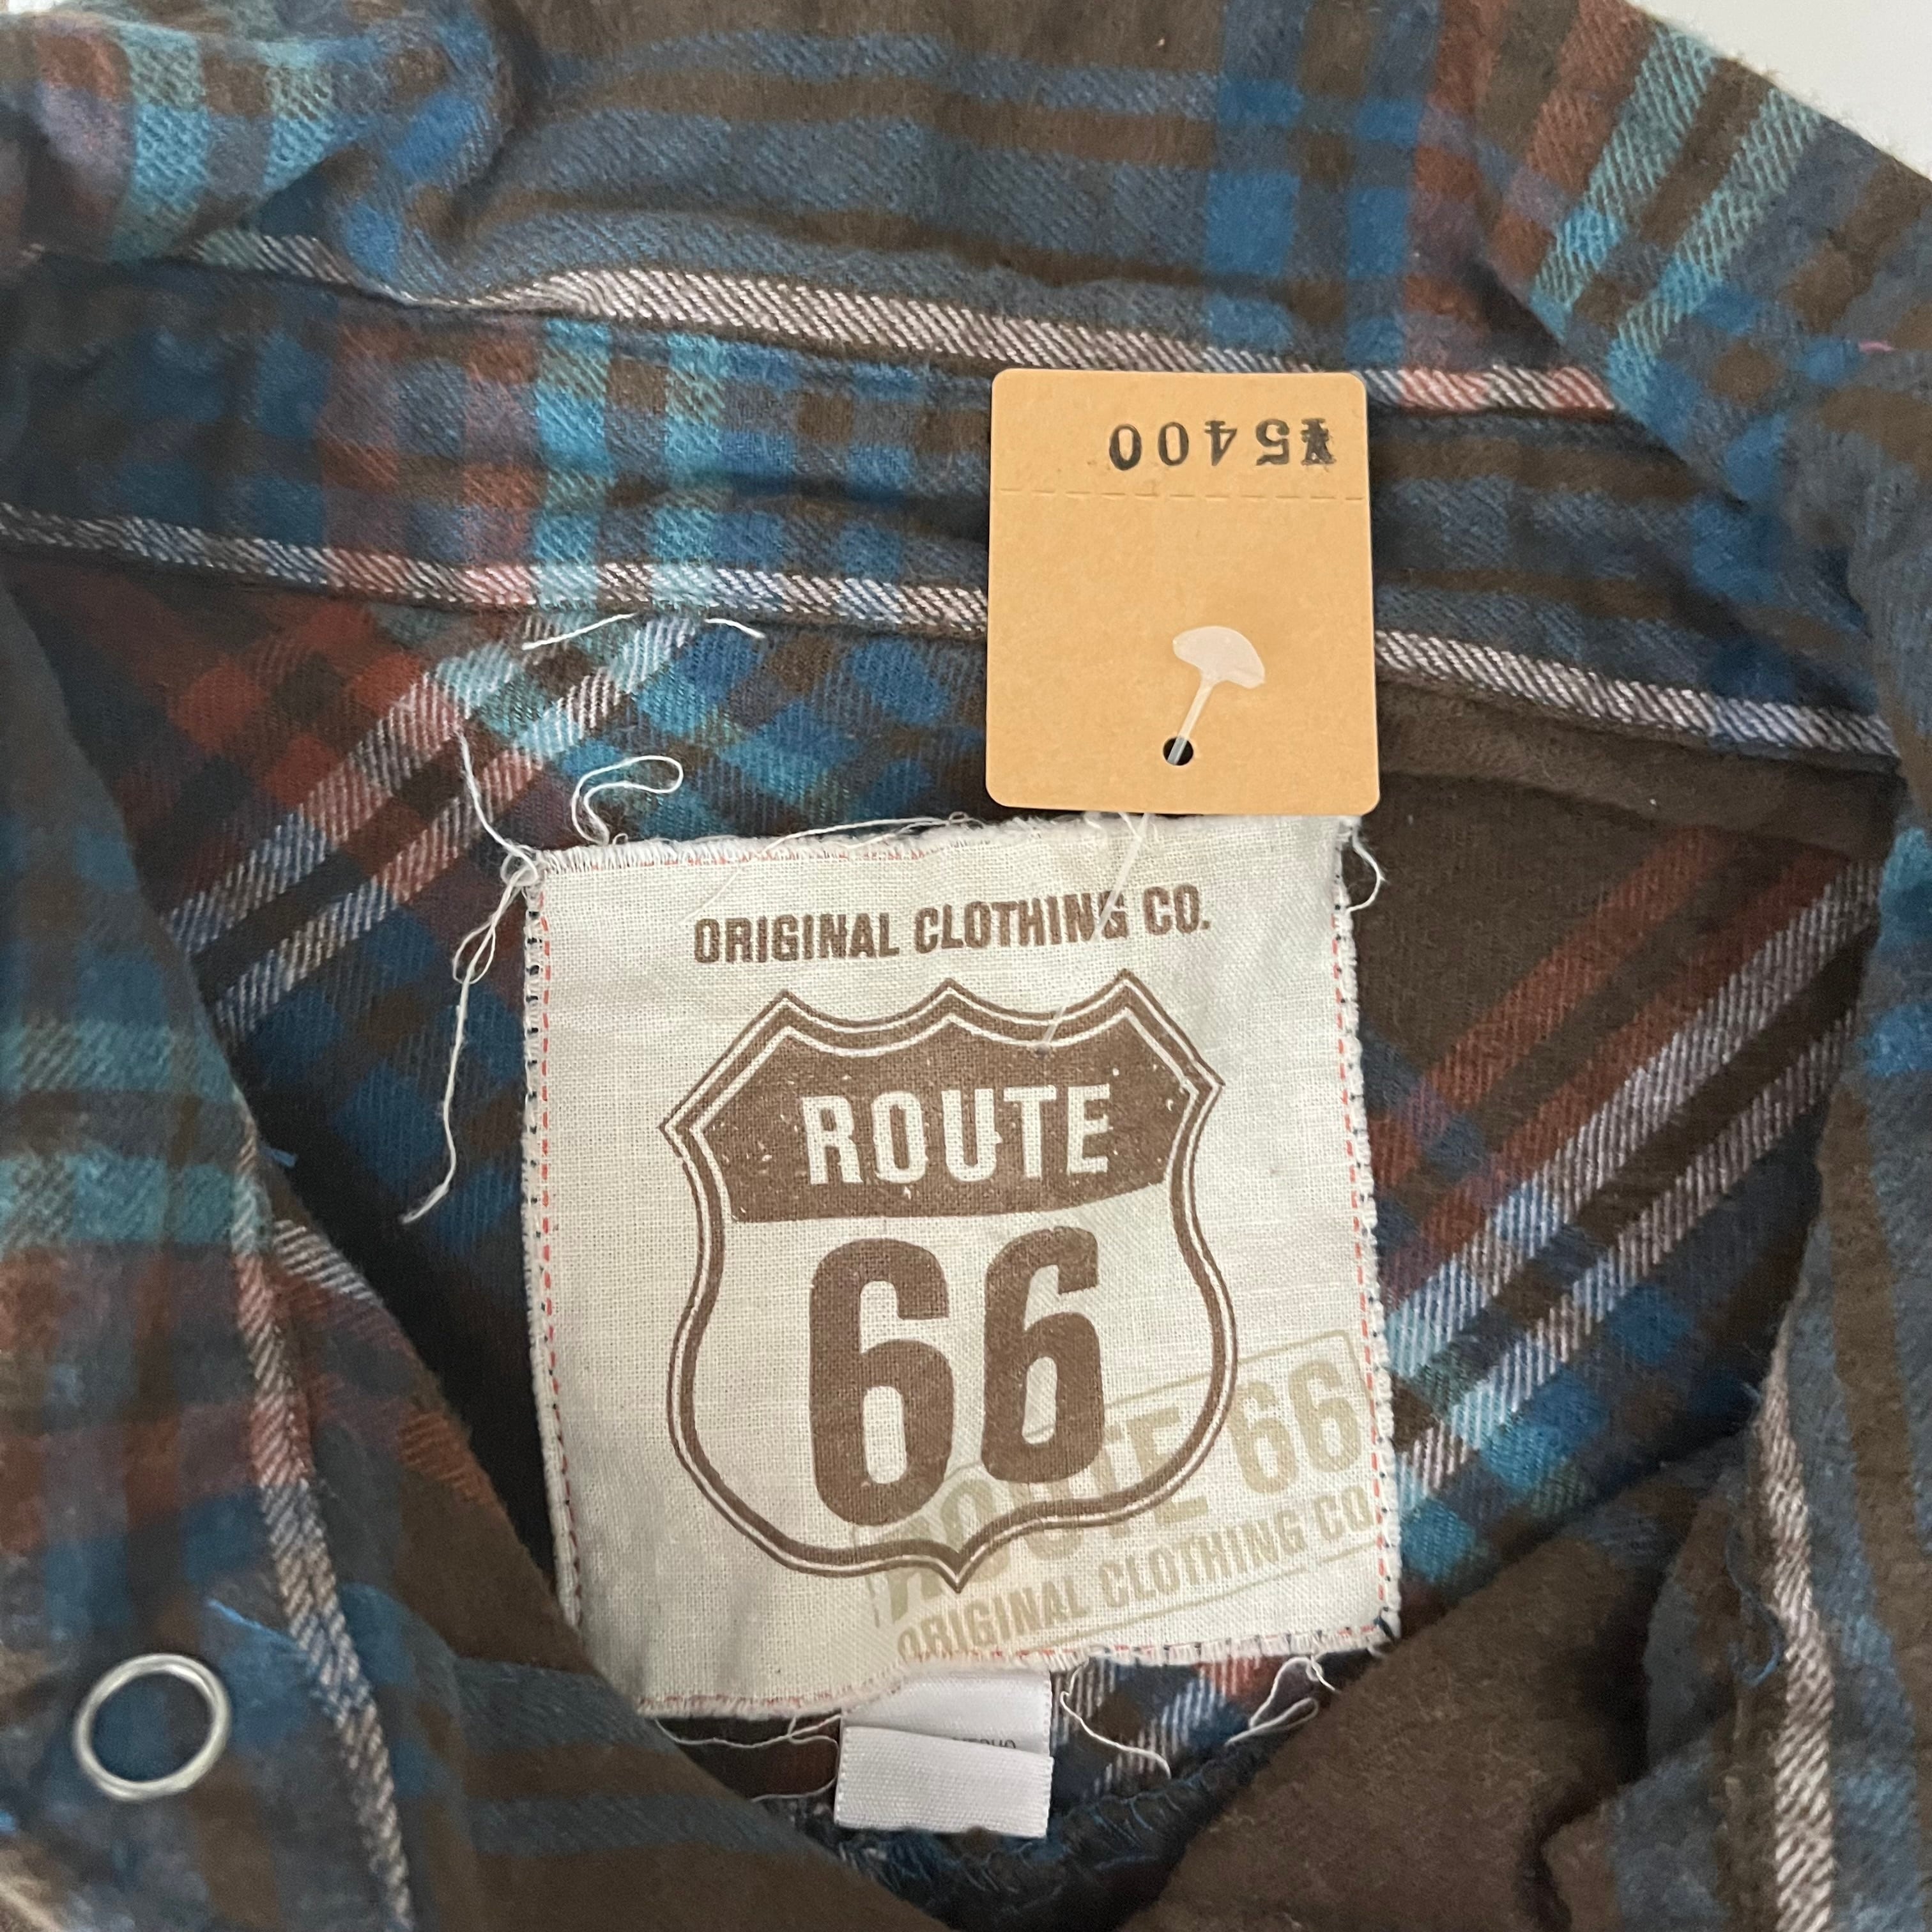 ¥5400
ORIGINAL CLOTHING CO.
ROUTE
66
ROUTE 66
ORIGINAL CLOTHING CO.